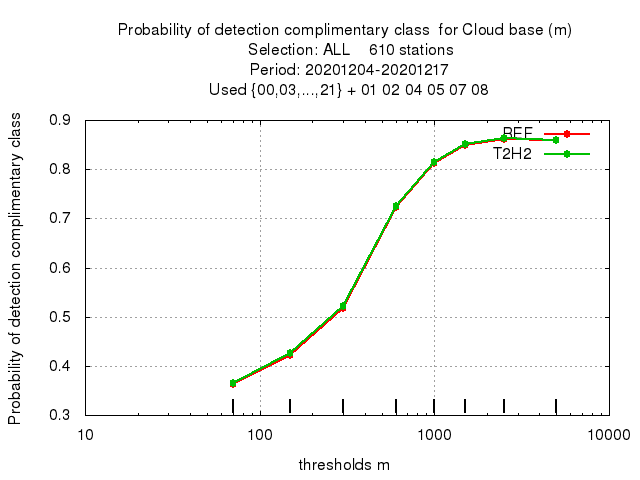 Probability of detection complimentary class  for Cloud base (m)
Selection: ALL    610 stations
Period: 20201204-20201217
Used {00,03,...,21} + 01 02 04 05 07 08
Probability of detection complimentary class
0.9
0.8
0.7
0.6
0.5
0.4
0.3
REF
T2H2
10
100
1000
10000
thresholds m